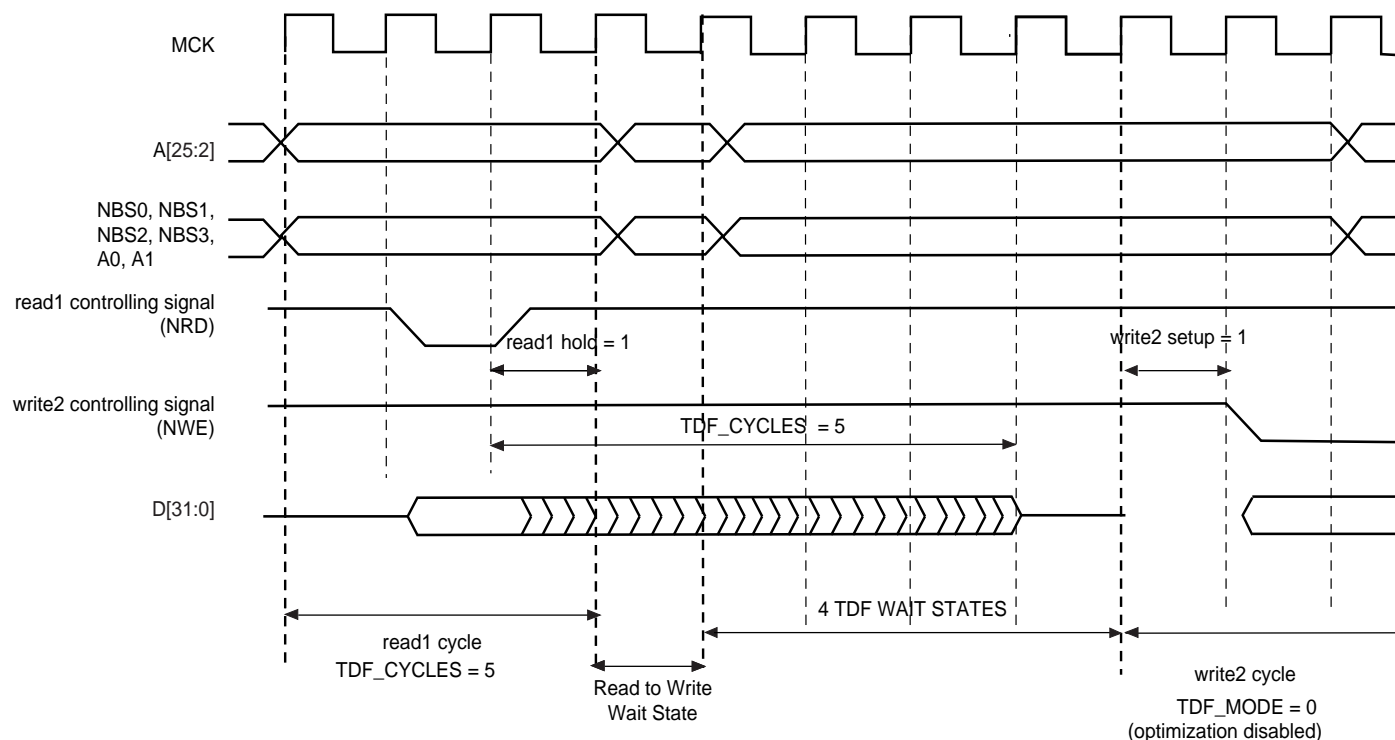 MCK
A[25:2]
NBS0, NBS1,
NBS2, NBS3,
A0, A1
read1 controlling signal
(NRD)
read1 hold = 1
write2 setup = 1
write2 controlling signal
(NWE)
TDF_CYCLES = 5
D[31:0]
4 TDF WAIT STATES
read1 cycle
TDF_CYCLES = 5
Read to Write
Wait State
write2 cycle
TDF_MODE = 0
(optimization disabled)